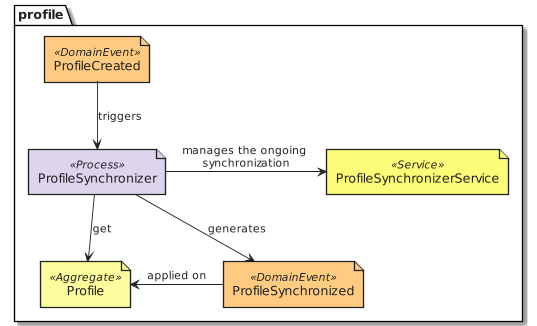 profile
«DomainEvent»
ProfileCreated
triggers
«Process»
ProfileSynchronizer
manages the ongoing
synchronization
«Service»
ProfileSynchronizerService
get
generates
«Aggregate»
Profile
applied on
«DomainEvent»
ProfileSynchronized